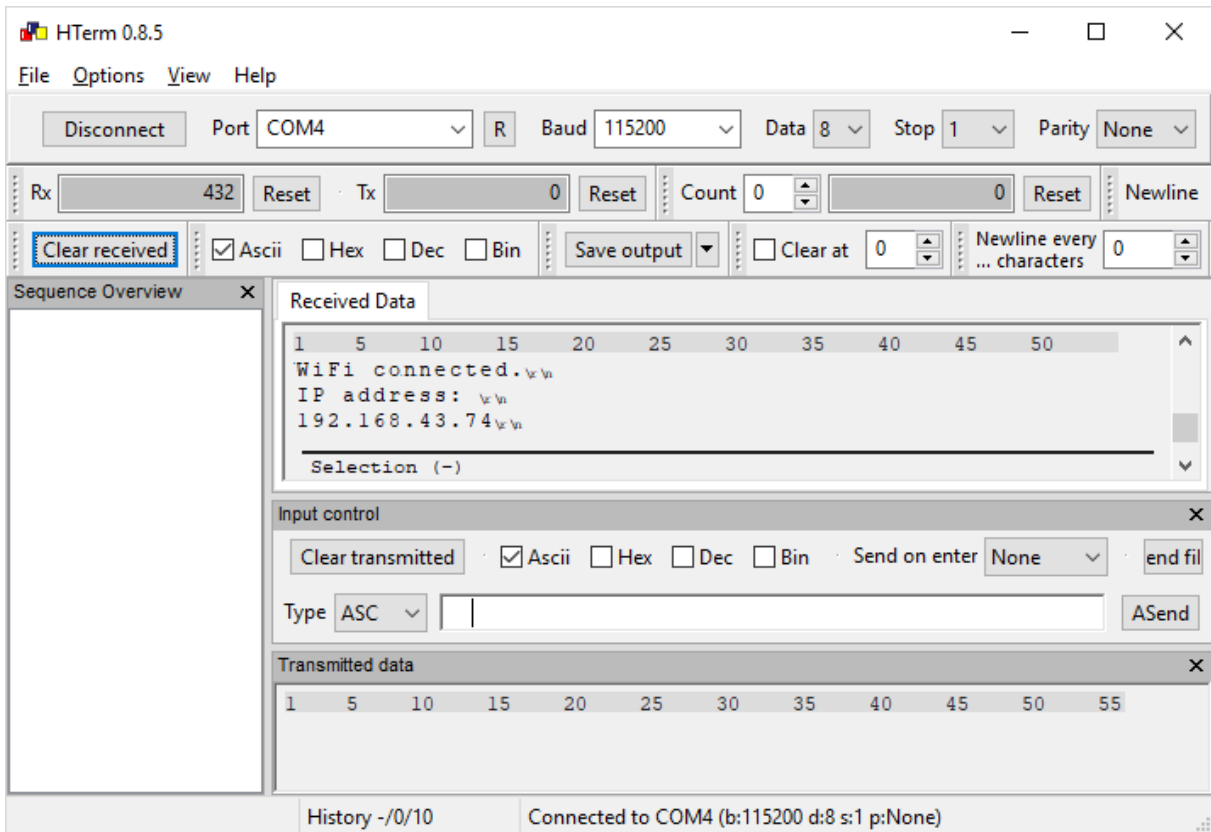 HTerm 0.8.5
File Options View Help
Disconnect Port COM4 R Baud 115200 Data 8 Stop 1 Parity None
Rx 432 Reset Tx 0 Reset Count 0 0 Reset Newline
Clear received Ascii Hex Dec Bin Save output Clear at 0 Newline every
... characters 0
Sequence Overview
Received Data
1 5 10 15 20 25 30 35 40 45 50
WiFi connected.\r\n
IP address: \r\n
192.168.43.74\r\n
Selection (-)
Input control
Clear transmitted Ascii Hex Dec Bin Send on enter None end fil
Type ASC ASend
Transmitted data
1 5 10 15 20 25 30 35 40 45 50 55
History -/0/10 Connected to COM4 (b:115200 d:8 s:1 p:None)